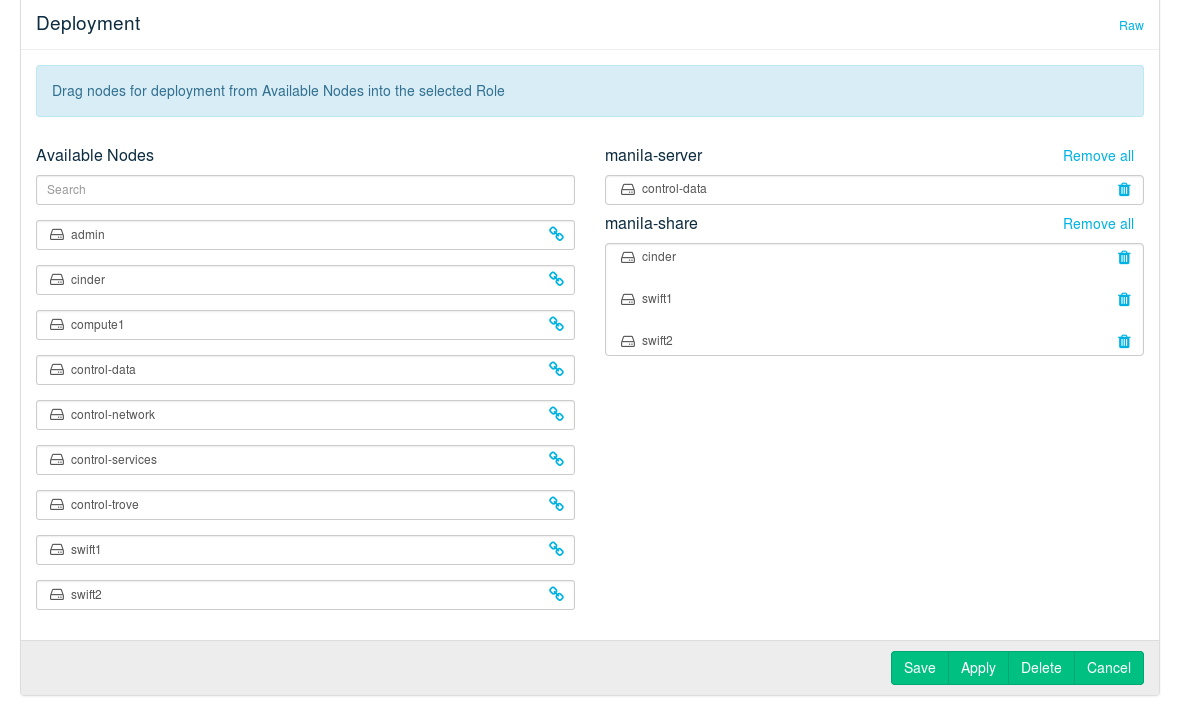 Deployment
Raw
Drag nodes for deployment from Available Nodes into the selected Role
Available Nodes
Search
admin
cinder
compute1
control-data
control-network
control-services
control-trove
swift1
swift2
manila-server
Remove all
control-data
manila-share
Remove all
cinder
swift1
swift2
Save
Apply
Delete
Cancel